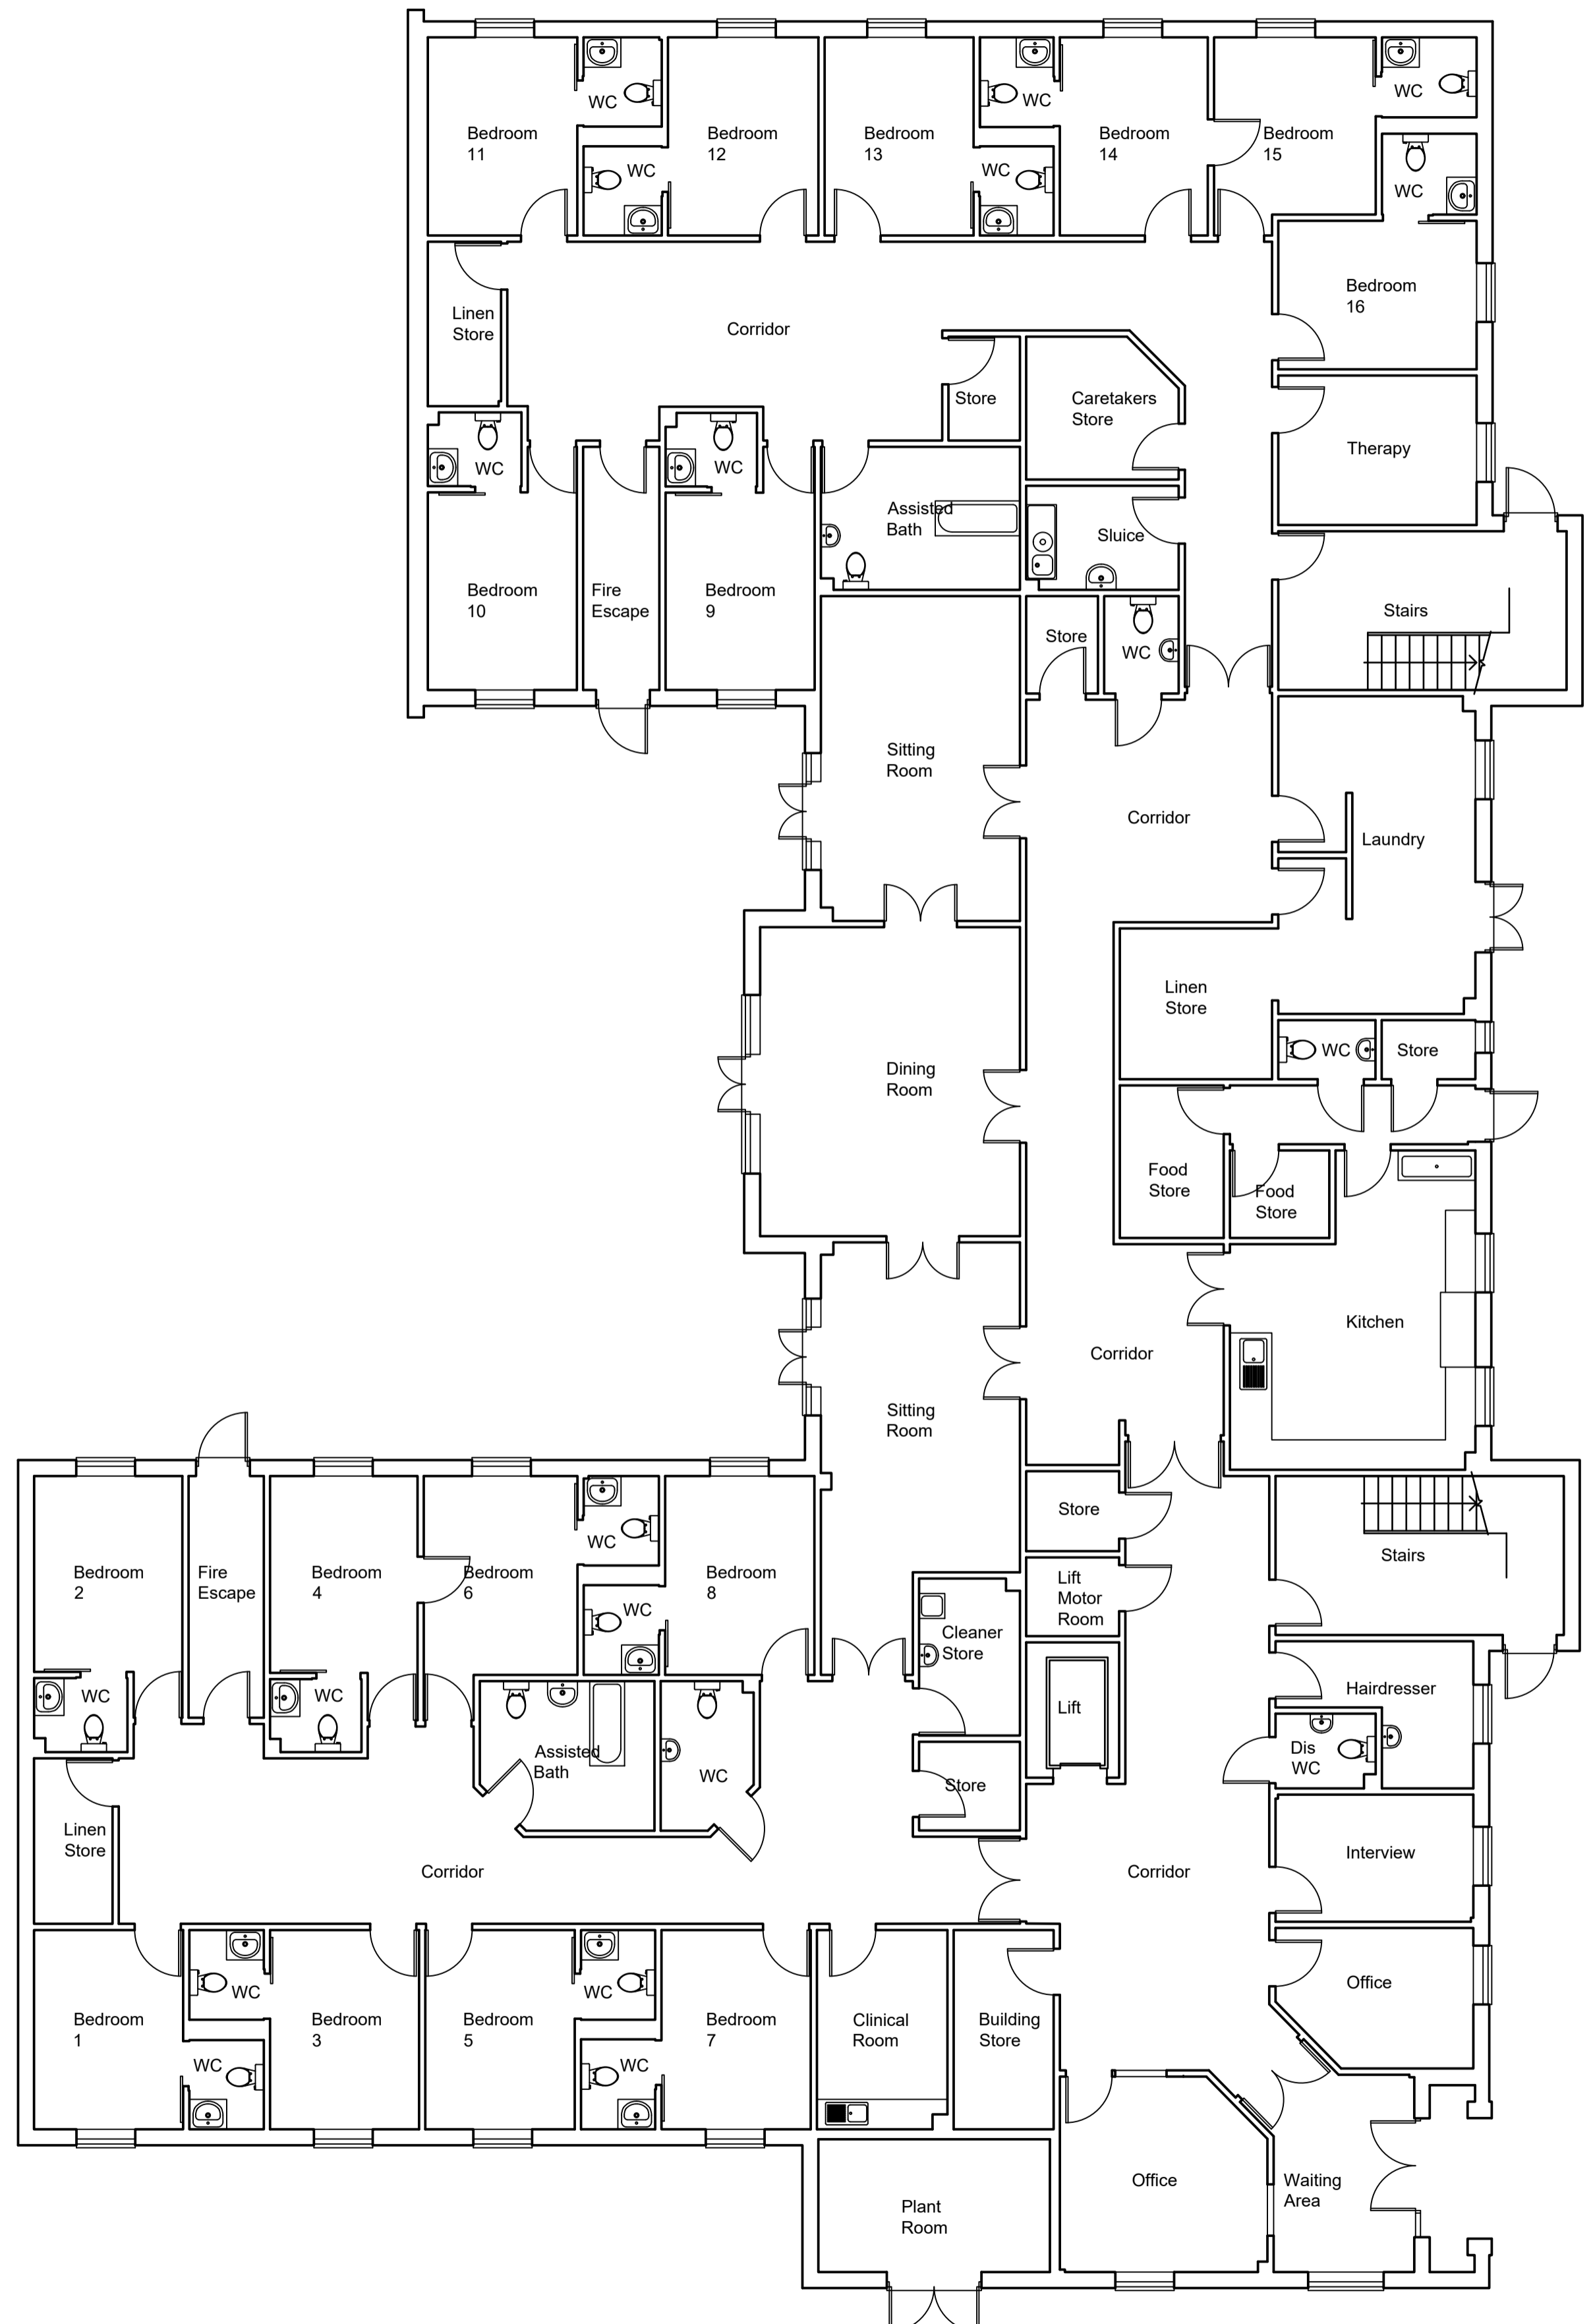 WC
WC
WC
Bedroom
11
Bedroom
12
Bedroom
13
Bedroom
14
Bedroom
15
WC
WC
WC
Bedroom
16
Linen
Store
Corridor
Store
Caretakers
Store
Therapy
WC
WC
Assisted
Bath
Sluice
Bedroom
10
Fire
Escape
Bedroom
9
Stairs
Store
WC
Sitting
Room
Corridor
Laundry
Linen
Store
WC
Store
Dining
Room
Food
Store
Food
Store
Kitchen
Corridor
Sitting
Room
Store
Stairs
WC
Bedroom
2
Fire
Escape
Bedroom
4
Bedroom
6
Bedroom
8
Lift
Motor
Room
WC
Cleaner
Store
WC
WC
Hairdresser
Lift
Assisted
Bath
WC
Dis
WC
Store
Linen
Store
Interview
Corridor
Corridor
Office
WC
WC
Bedroom
1
Bedroom
3
Bedroom
5
Bedroom
7
Clinical
Room
Building
Store
WC
WC
Office
Waiting
Area
Plant
Room